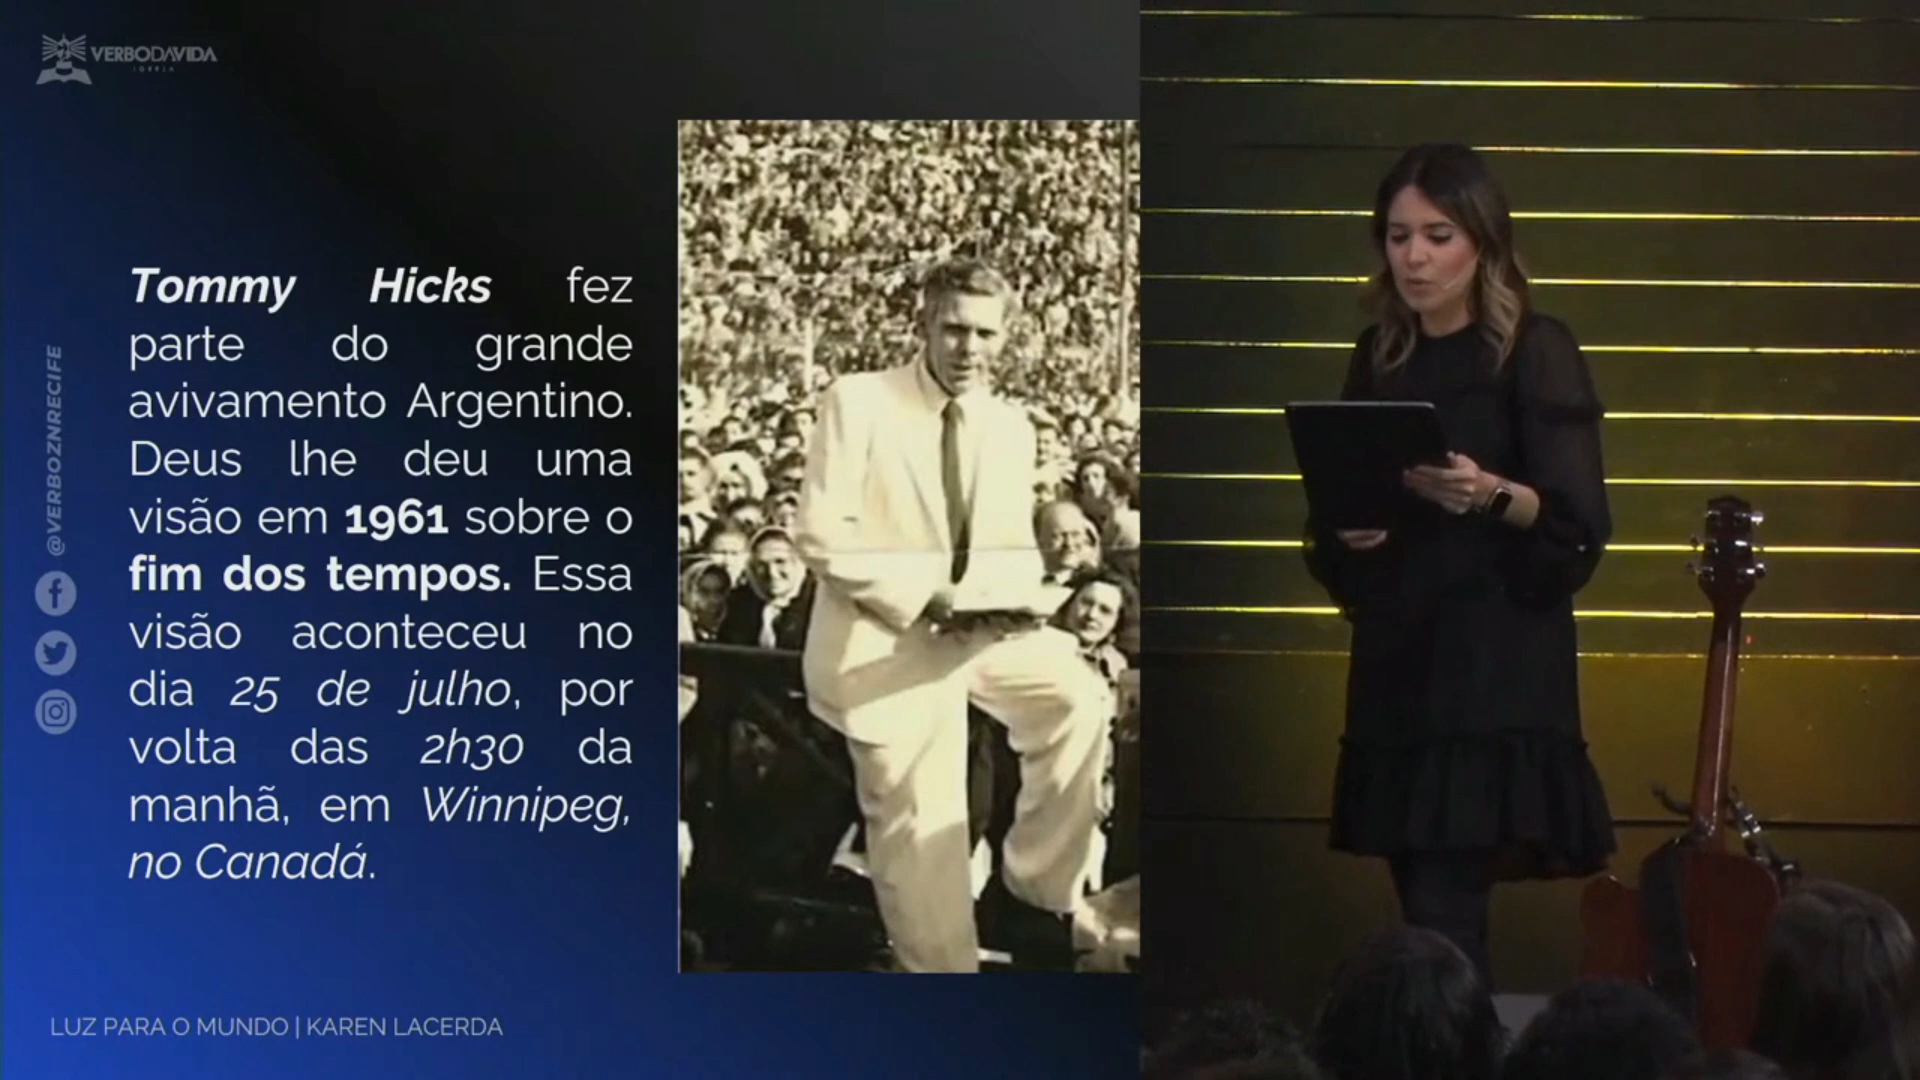 VERBODAVIDA
IGREJA
Tommy Hicks fez
parte do grande
avivamento Argentino.
Deus lhe deu uma
visão em 1961 sobre o
fim dos tempos. Essa
visão aconteceu no
dia 25 de julho, por
volta das 2h30 da
manhã, em Winnipeg,
no Canadá.
@VERBOZNRECIFE
LUZ PARA O MUNDO | KAREN LACERDA